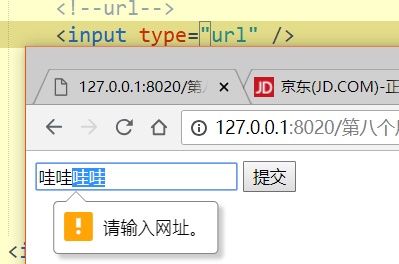 <!--url-->
<input type="url" />
127.0.0.1:8020/第八
JD 京东(JD.COM)-正
127.0.0.1:8020/第八个
哇哇哇哇
提交
请输入网址。
<i